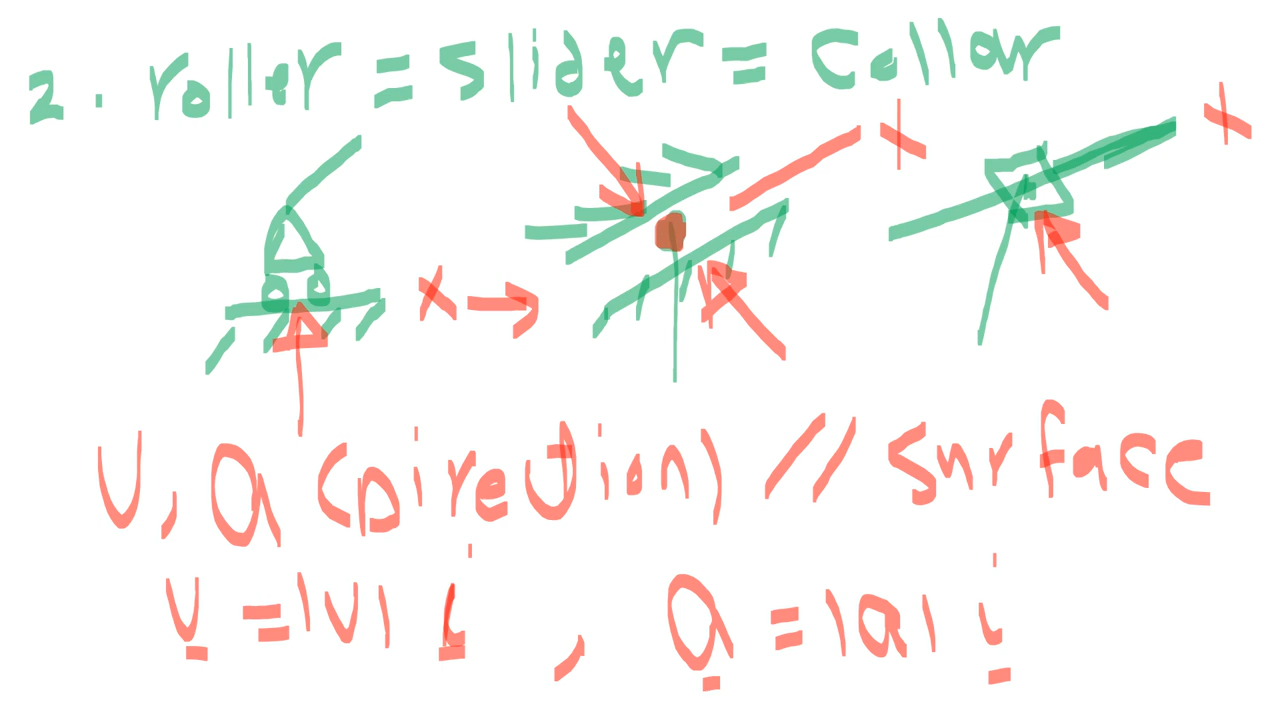 2. roller = slider = collar
x
x
x →
v, a (Direction) // surface
v = |v| i , a = |a| i